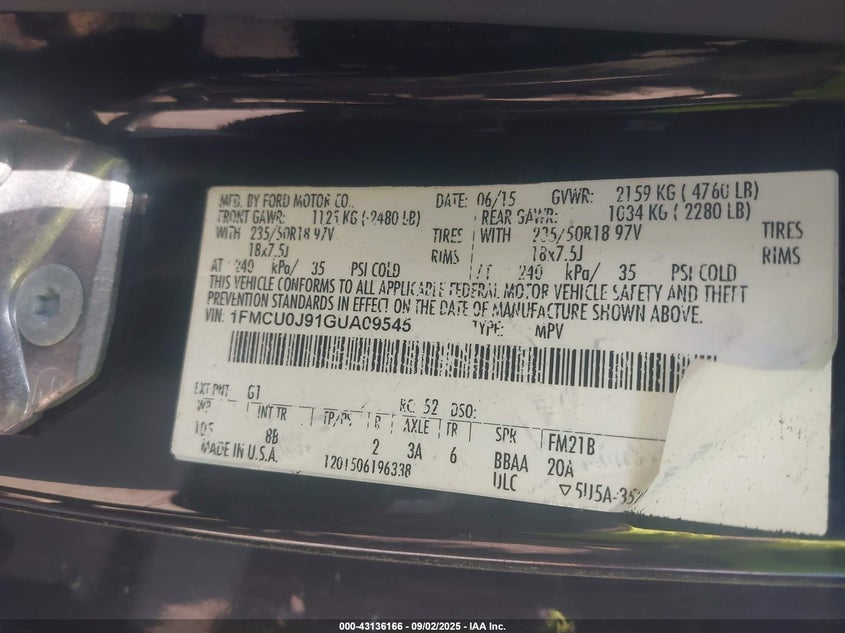 MFD. BY FORD MOTOR CO. DATE: 06/15 GVWR: 2159 KG ( 4760 LB)
FRONT GAWR: 1125 KG ( 2480 LB) REAR GAWR: 1034 KG ( 2280 LB)
WITH 235/50R18 97V TIRES WITH 235/50R18 97V TIRES
18x7.5J RIMS 18x7.5J RIMS
AT 240 kPa/ 35 PSI COLD AT 240 kPa/ 35 PSI COLD
THIS VEHICLE CONFORMS TO ALL APPLICABLE FEDERAL MOTOR VEHICLE SAFETY AND THEFT
PREVENTION STANDARDS IN EFFECT ON THE DATE OF MANUFACTURE SHOWN ABOVE.
VIN: 1FMCU0J91GUA09545 TYPE: MPV
EXT PNT: G1 RC: 52 DSO:
WB INT TR TP/PS R AXLE TR SPR FM21B
105 8B 2 3A 6 BBAA 20A
MADE IN U.S.A. 1201506196338 ULC ▽5U5A-35
000-43136166 - 09/02/2025 - IAA Inc.